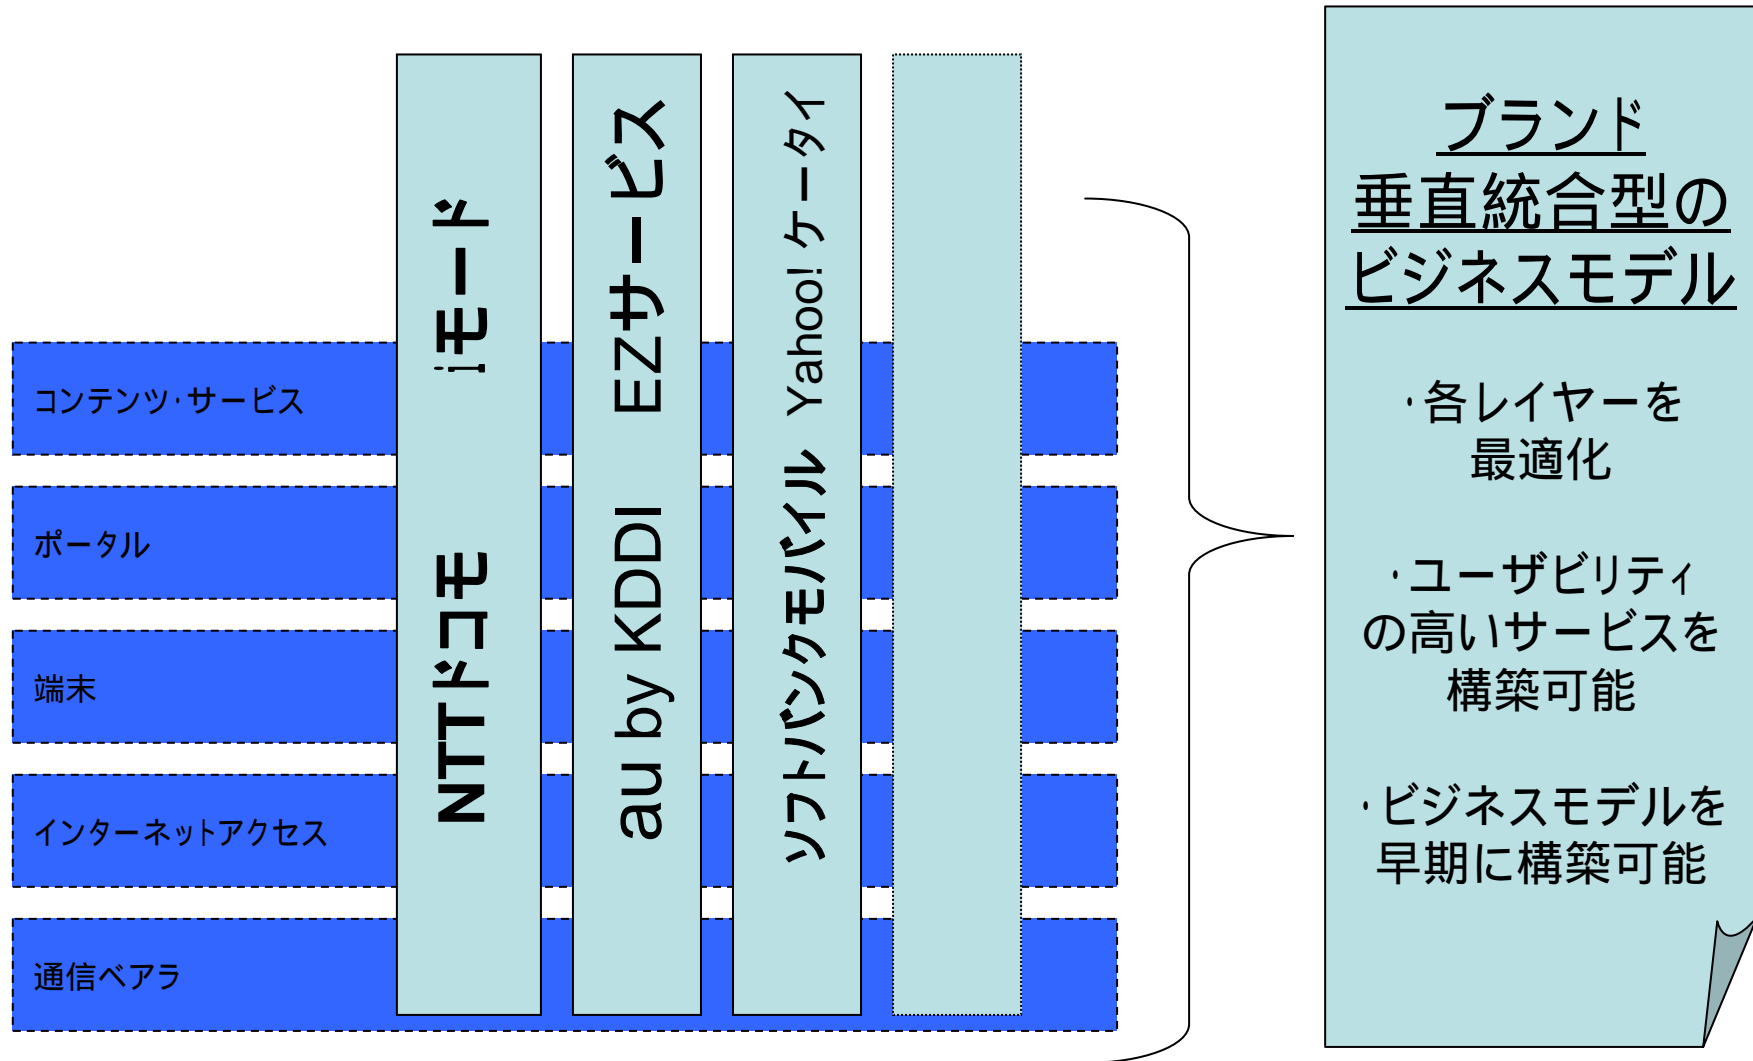 コンテンツ・サービス
ポータル
端末
インターネットアクセス
通信ベアラ
NTTドコモ iモード
au by KDDI EZサービス
ソフトバンクモバイル Yahoo! ケータイ
ブランド
垂直統合型の
ビジネスモデル
・各レイヤーを
最適化
・ユーザビリティ
の高いサービスを
構築可能
・ビジネスモデルを
早期に構築可能